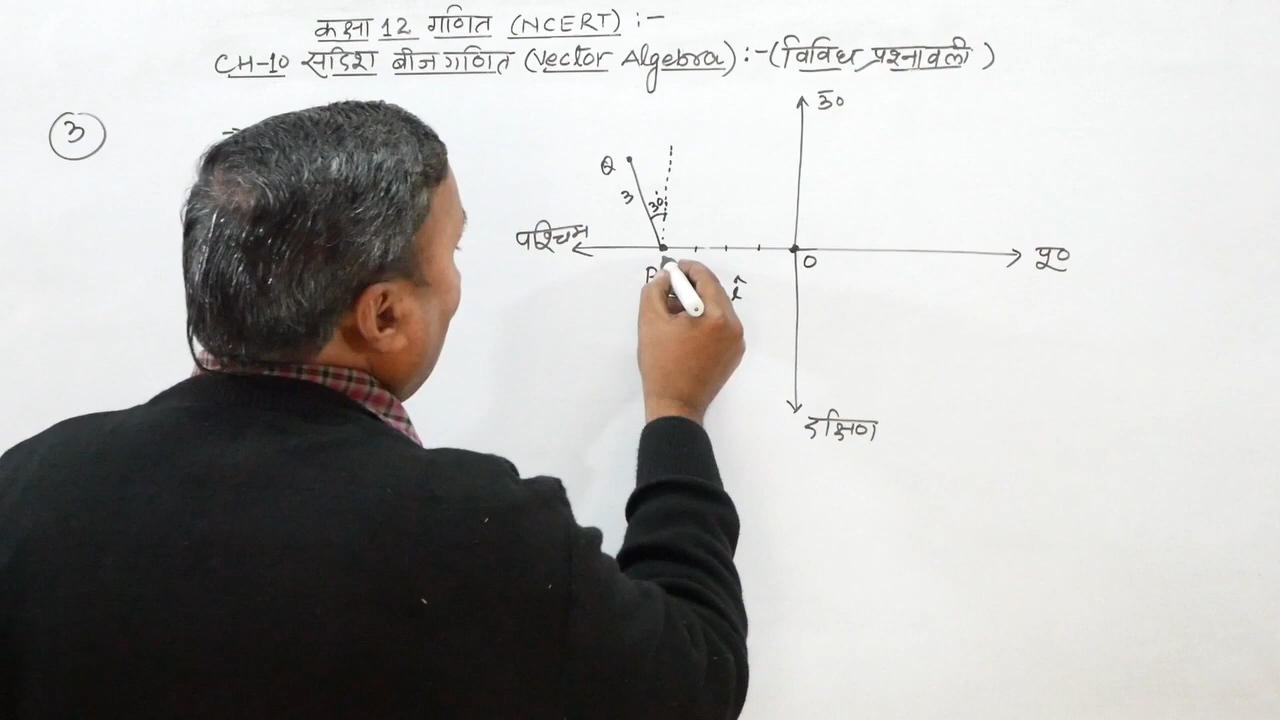 कक्षा 12 गणित (NCERT) :-
CH-10 सदिश बीजगणित (Vector Algebra) :- (विविध प्रश्नावली)
3
उ०
Q
3
30°
पश्चिम
O
पू०
P
î
दक्षिण